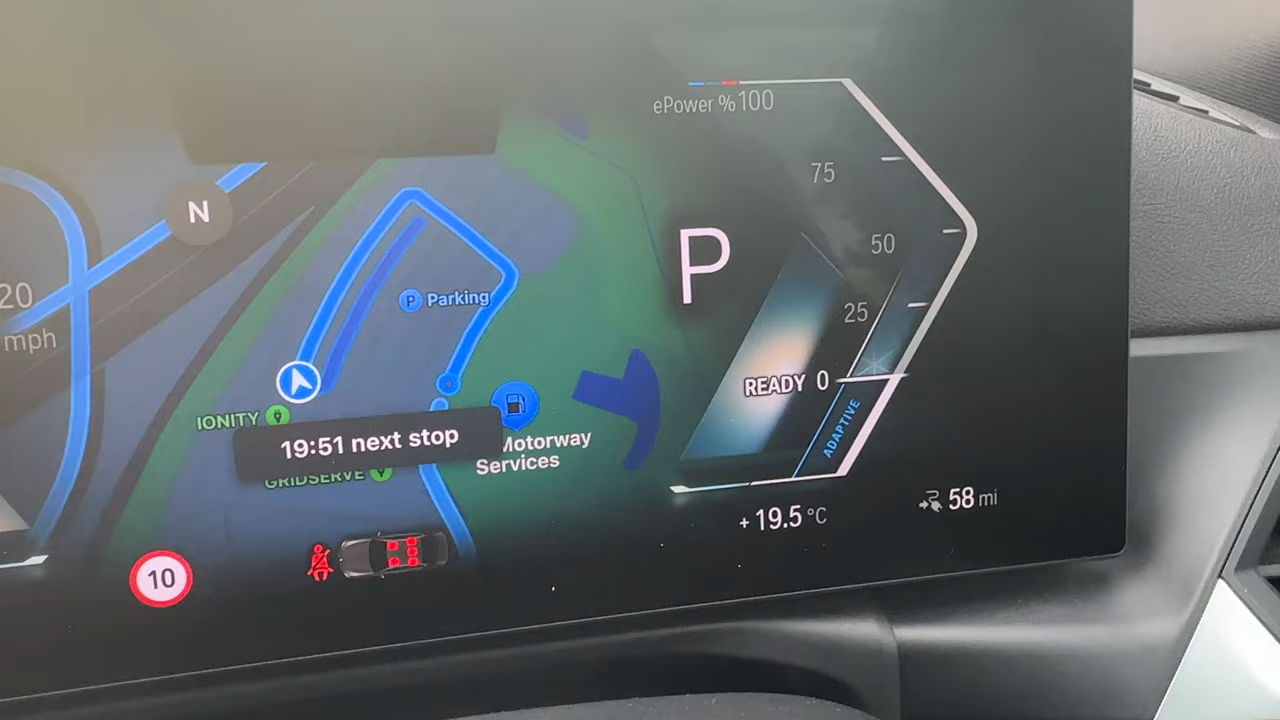 ePower % 100
75
N
P
50
20
mph
P Parking
25
READY 0
IONITY
ADAPTIVE
19:51 next stop
Motorway
Services
GRIDSERVE
+ 19.5 °C
58 mi
10